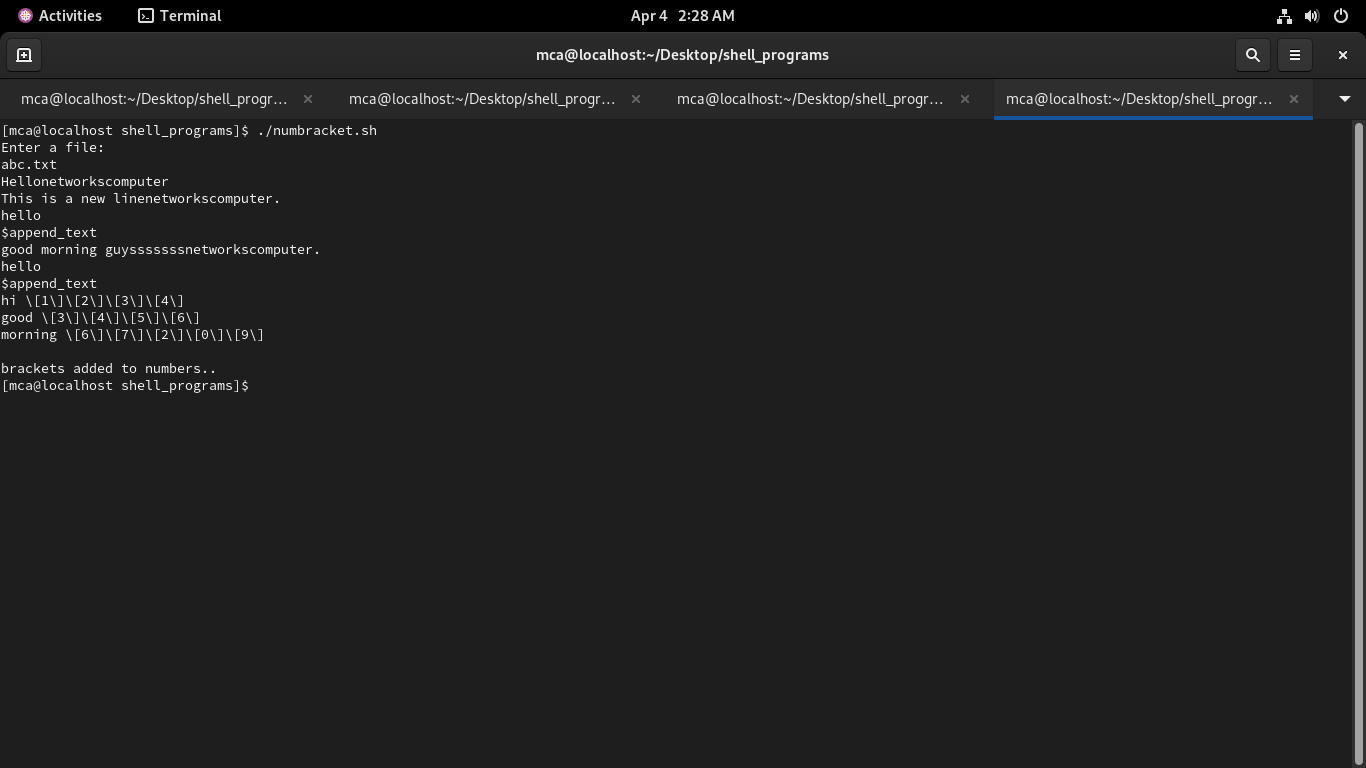 Activities Terminal Apr 4 2:28 AM
mca@localhost:~/Desktop/shell_programs
mca@localhost:~/Desktop/shell_progr... mca@localhost:~/Desktop/shell_progr... mca@localhost:~/Desktop/shell_progr... mca@localhost:~/Desktop/shell_progr...
[mca@localhost shell_programs]$ ./numbracket.sh
Enter a file:
abc.txt
Hellonetworkscomputer
This is a new linenetworkscomputer.
hello
$append_text
good morning guysssssssnetworkscomputer.
hello
$append_text
hi \[1\]\[2\]\[3\]\[4\]
good \[3\]\[4\]\[5\]\[6\]
morning \[6\]\[7\]\[2\]\[0\]\[9\]
brackets added to numbers..
[mca@localhost shell_programs]$